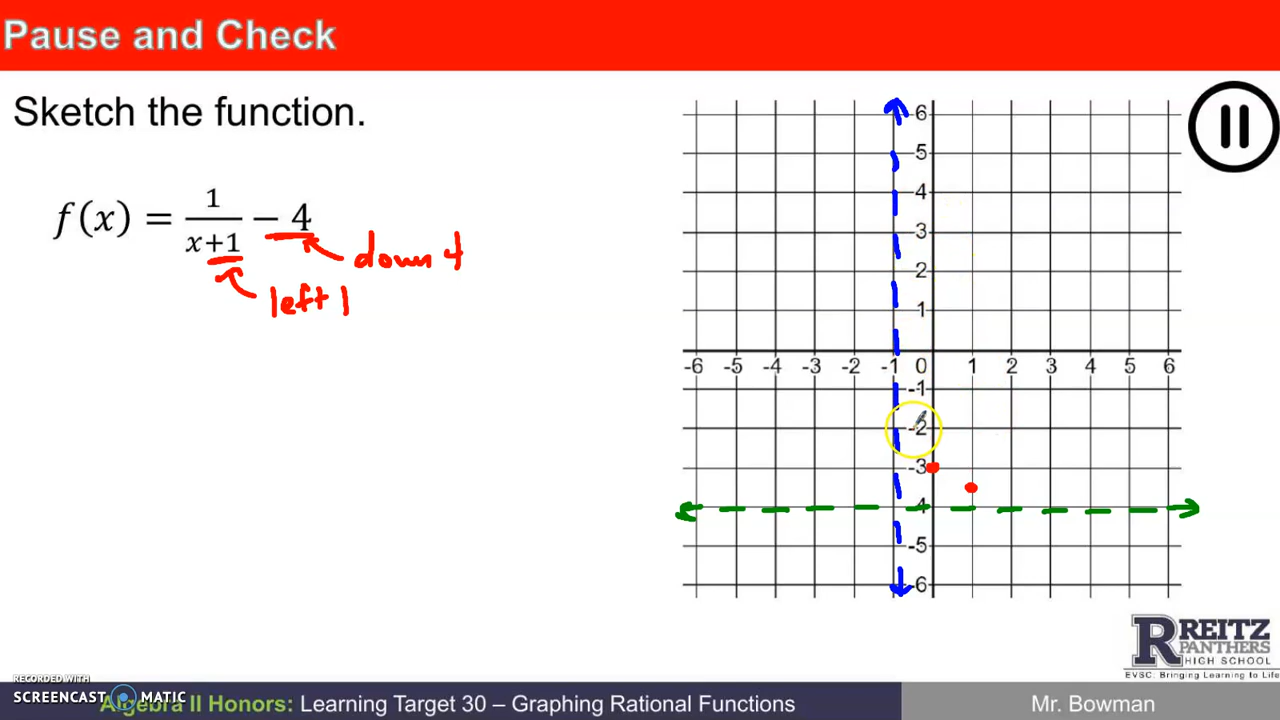 Pause and Check
Sketch the function.
f(x) = 1/(x+1) − 4
down 4
left 1
6
5
4
3
2
1
-6 -5 -4 -3 -2 -1 0 1 2 3 4 5 6
-1
-2
-3
-4
-5
-6
R REITZ
PANTHERS
HIGH SCHOOL
EVSC. Bringing Learning to Life
RECORDED WITH
SCREENCAST MATIC
Algebra II Honors: Learning Target 30 – Graphing Rational Functions
Mr. Bowman